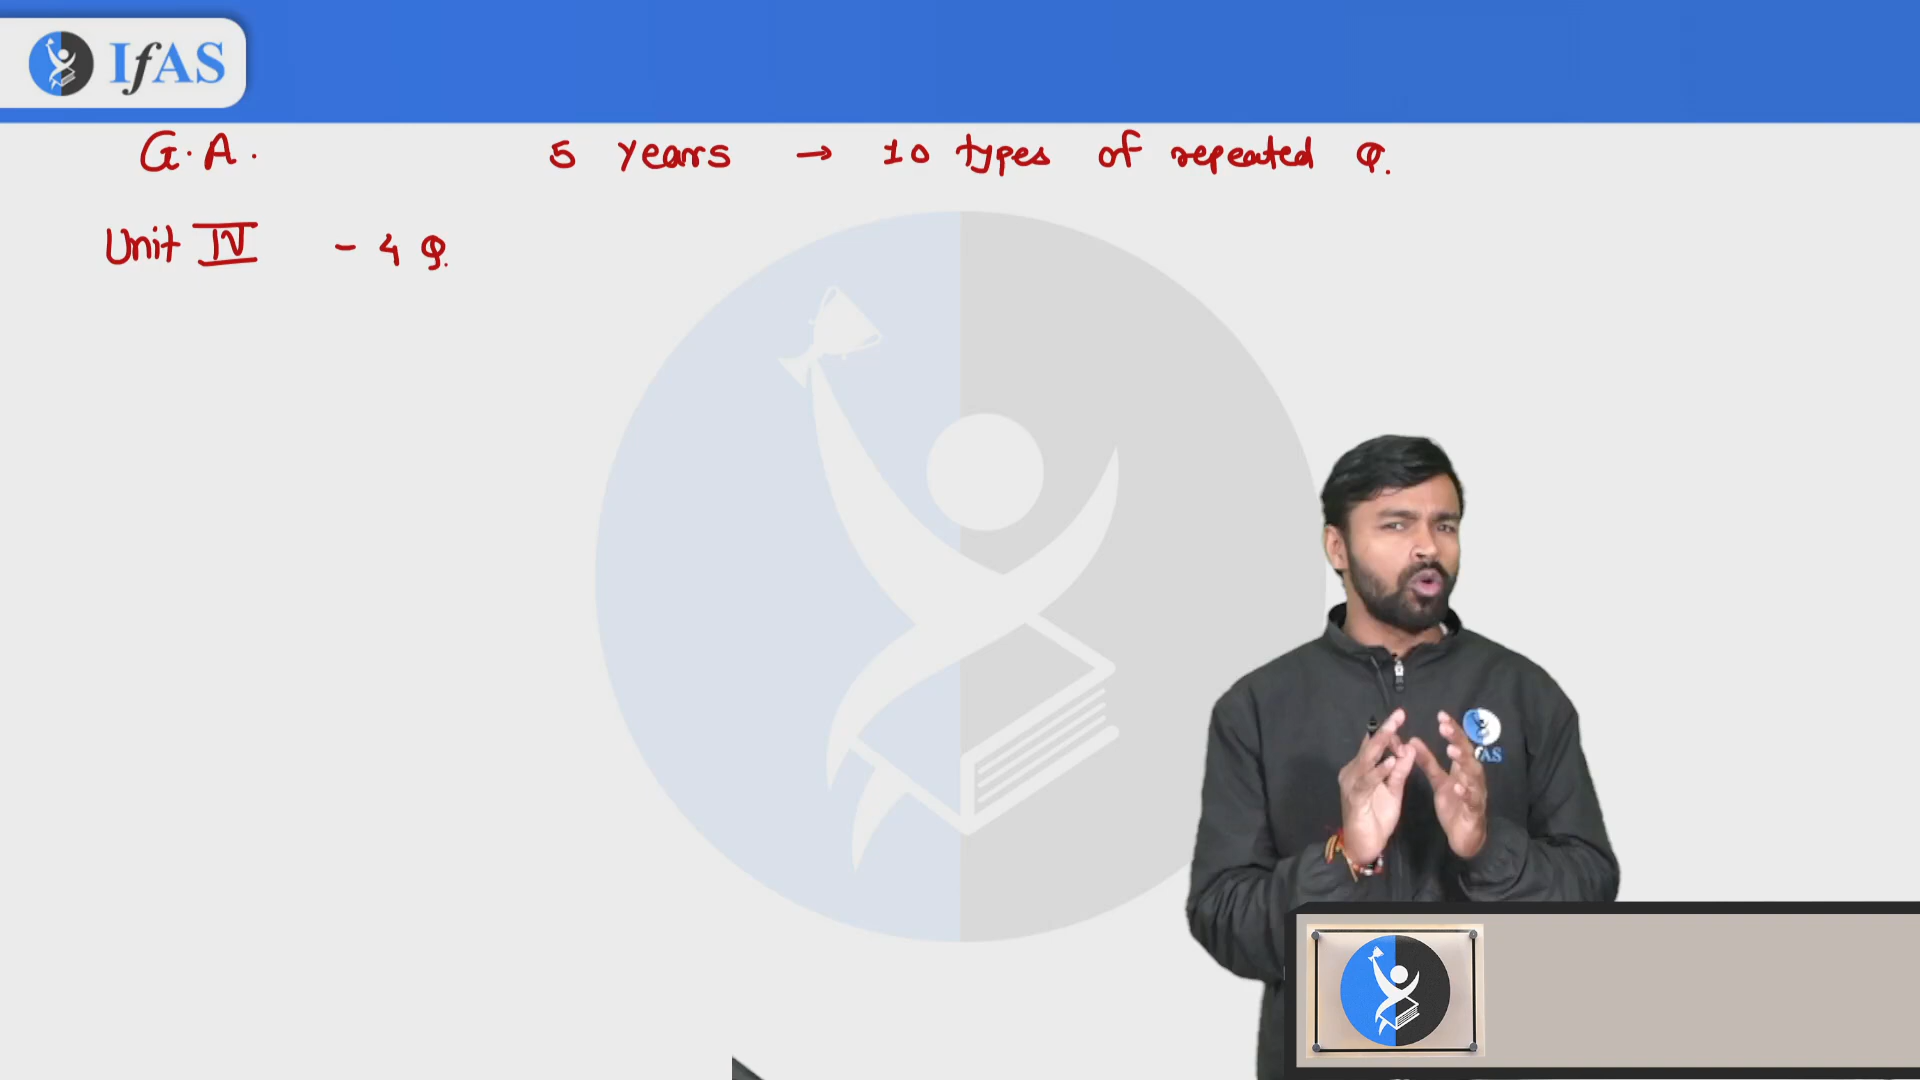 IfAS
G.A. 5 years → 10 types of repeated Q.
Unit IV - 4 Q.